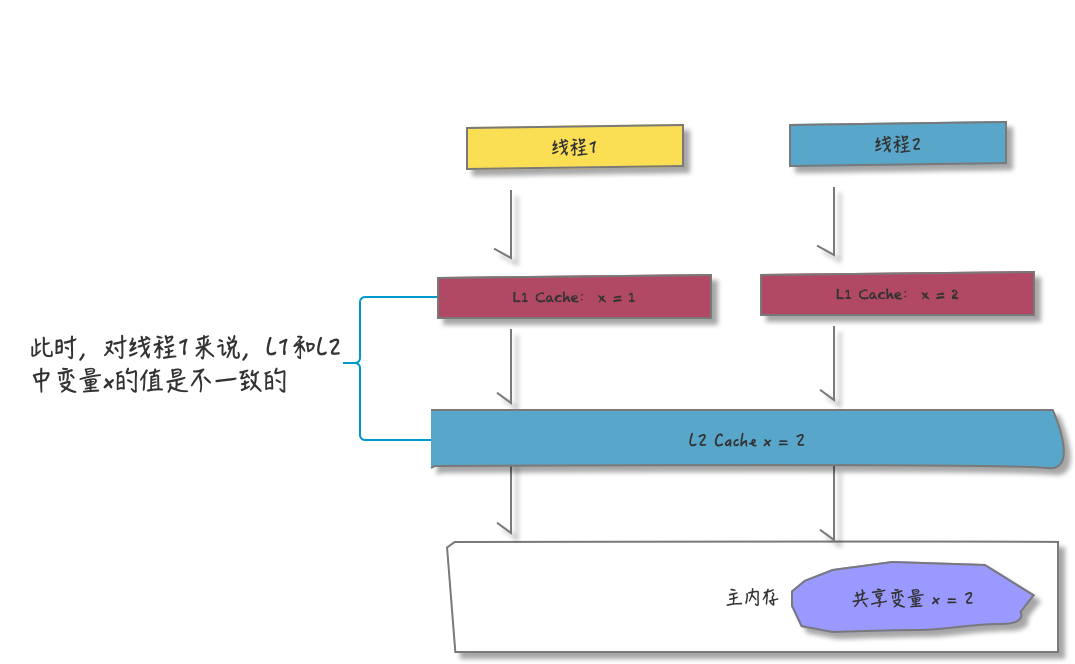 线程1
线程2
L1 Cache: x = 1
L1 Cache: x = 2
此时，对线程1来说，L1和L2
中变量x的值是不一致的
L2 Cache x = 2
主内存
共享变量 x = 2